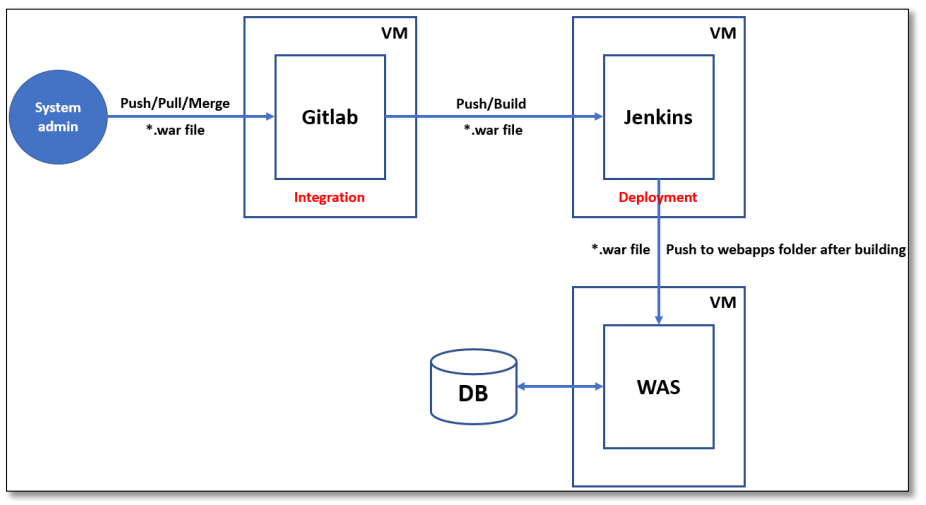 VM
VM
System
admin
Push/Pull/Merge
*.war file
Gitlab
Push/Build
*.war file
Jenkins
Integration
Deployment
*.war file
Push to webapps folder after building
VM
DB
WAS